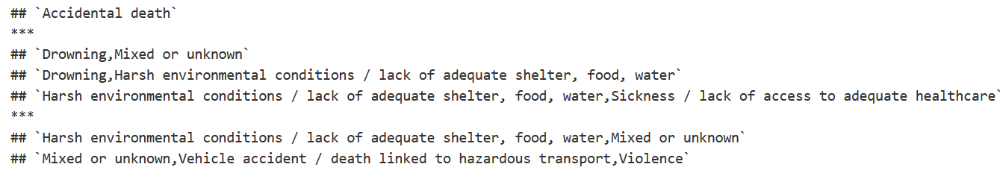 ## `Accidental death`
***
## `Drowning,Mixed or unknown`
## `Drowning,Harsh environmental conditions / lack of adequate shelter, food, water`
## `Harsh environmental conditions / lack of adequate shelter, food, water,Sickness / lack of access to adequate healthcare`
***
## `Harsh environmental conditions / lack of adequate shelter, food, water,Mixed or unknown`
## `Mixed or unknown,Vehicle accident / death linked to hazardous transport,Violence`